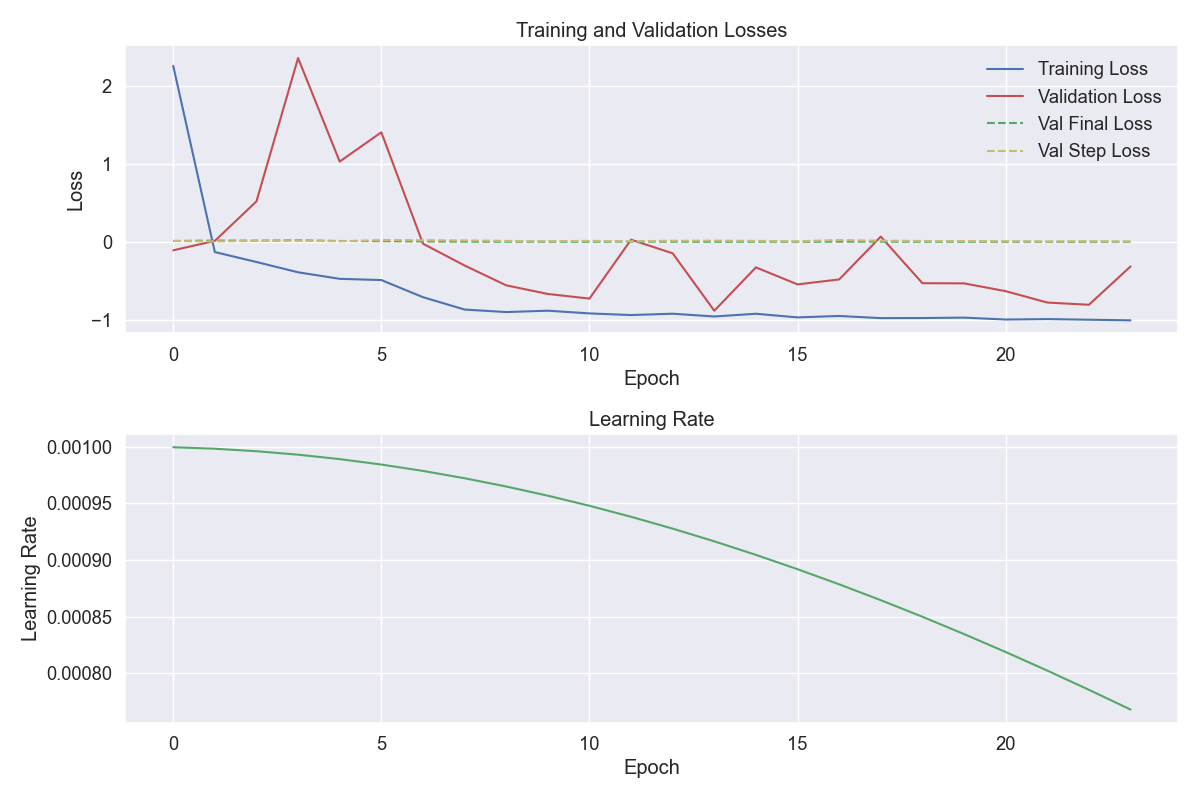 Training and Validation Losses
Loss
2
1
0
−1
Training Loss
Validation Loss
Val Final Loss
Val Step Loss
0 5 10 15 20
Epoch
Learning Rate
Learning Rate
0.00100
0.00095
0.00090
0.00085
0.00080
0 5 10 15 20
Epoch